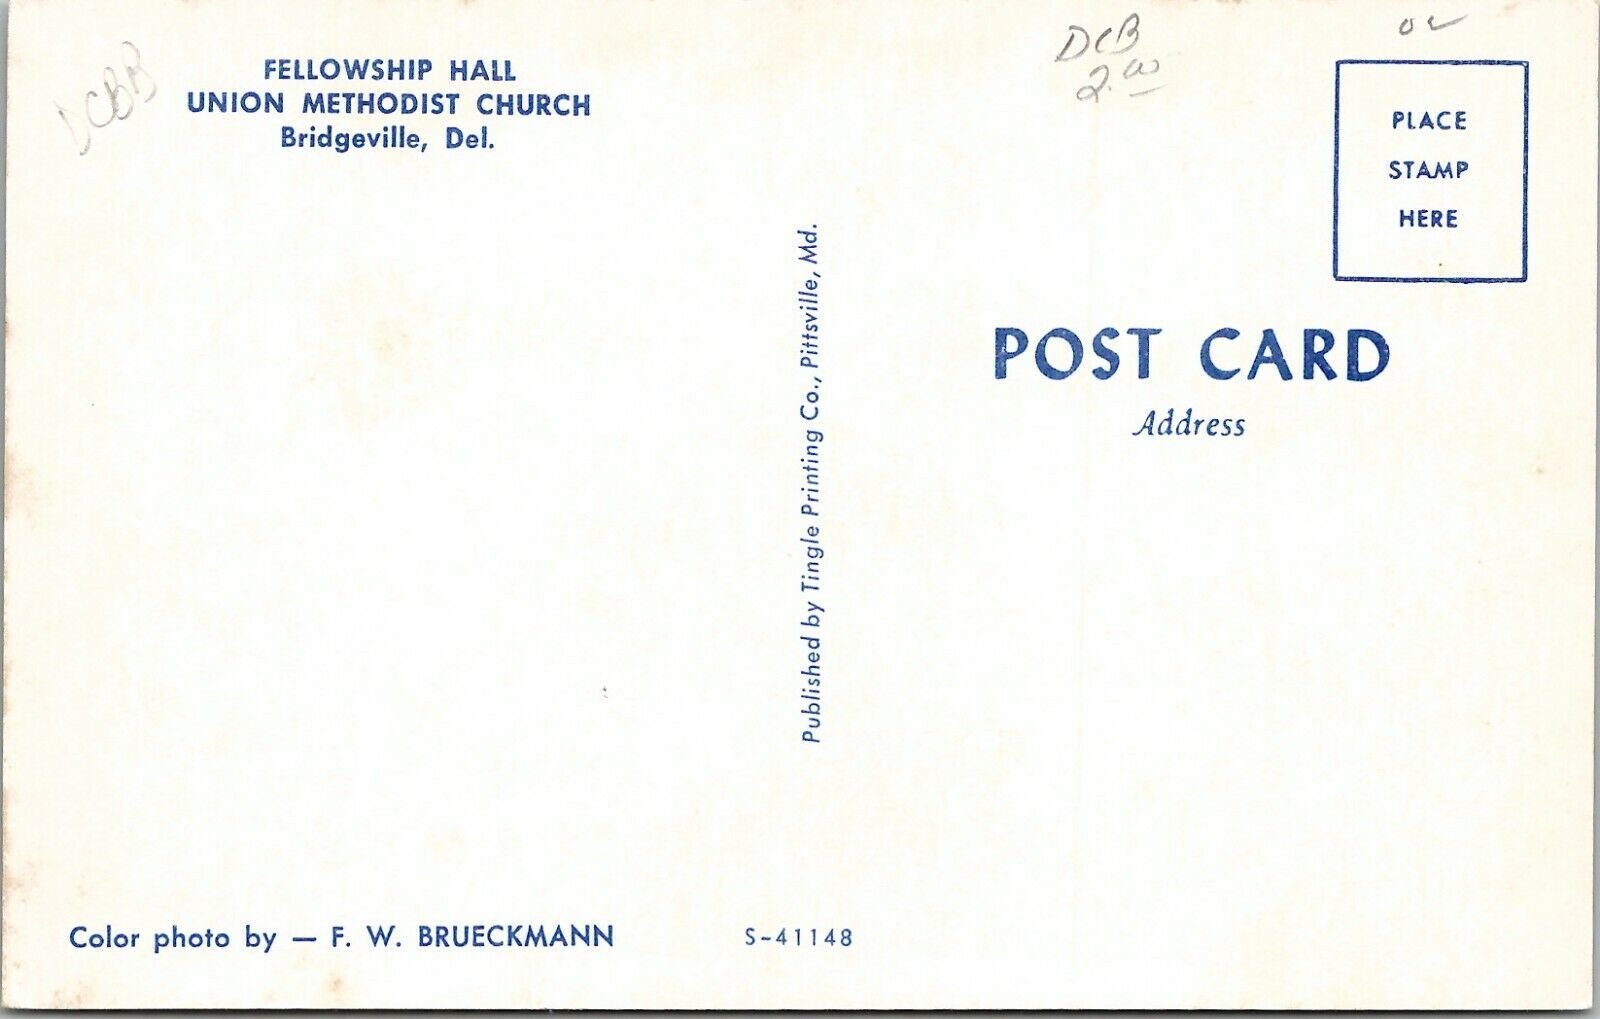 DCBB
FELLOWSHIP HALL
UNION METHODIST CHURCH
Bridgeville, Del.
DCB
2.00
PLACE
STAMP
HERE
Published by Tingle Printing Co., Pittsville, Md.
POST CARD
Address
Color photo by — F. W. BRUECKMANN
S-41148